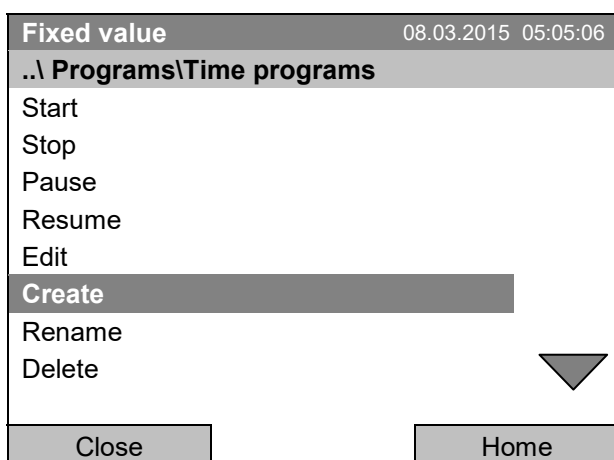 Fixed value 08.03.2015 05:05:06
..\ Programs\Time programs
Start
Stop
Pause
Resume
Edit
Create
Rename
Delete
Close Home